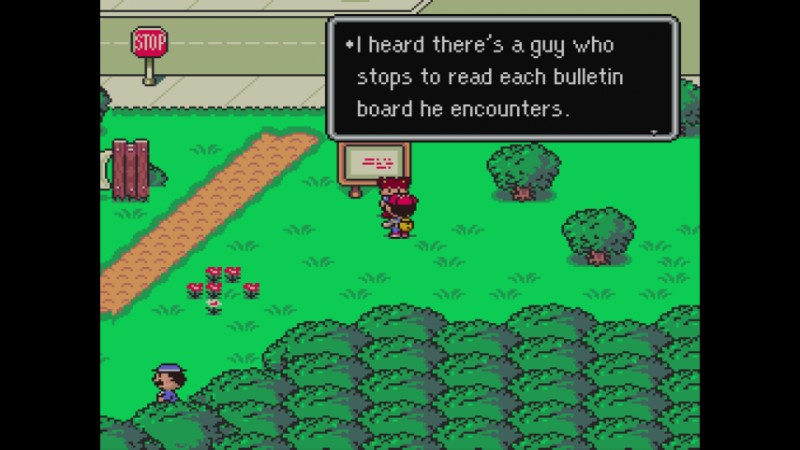 STOP
•I heard there's a guy who
stops to read each bulletin
board he encounters.